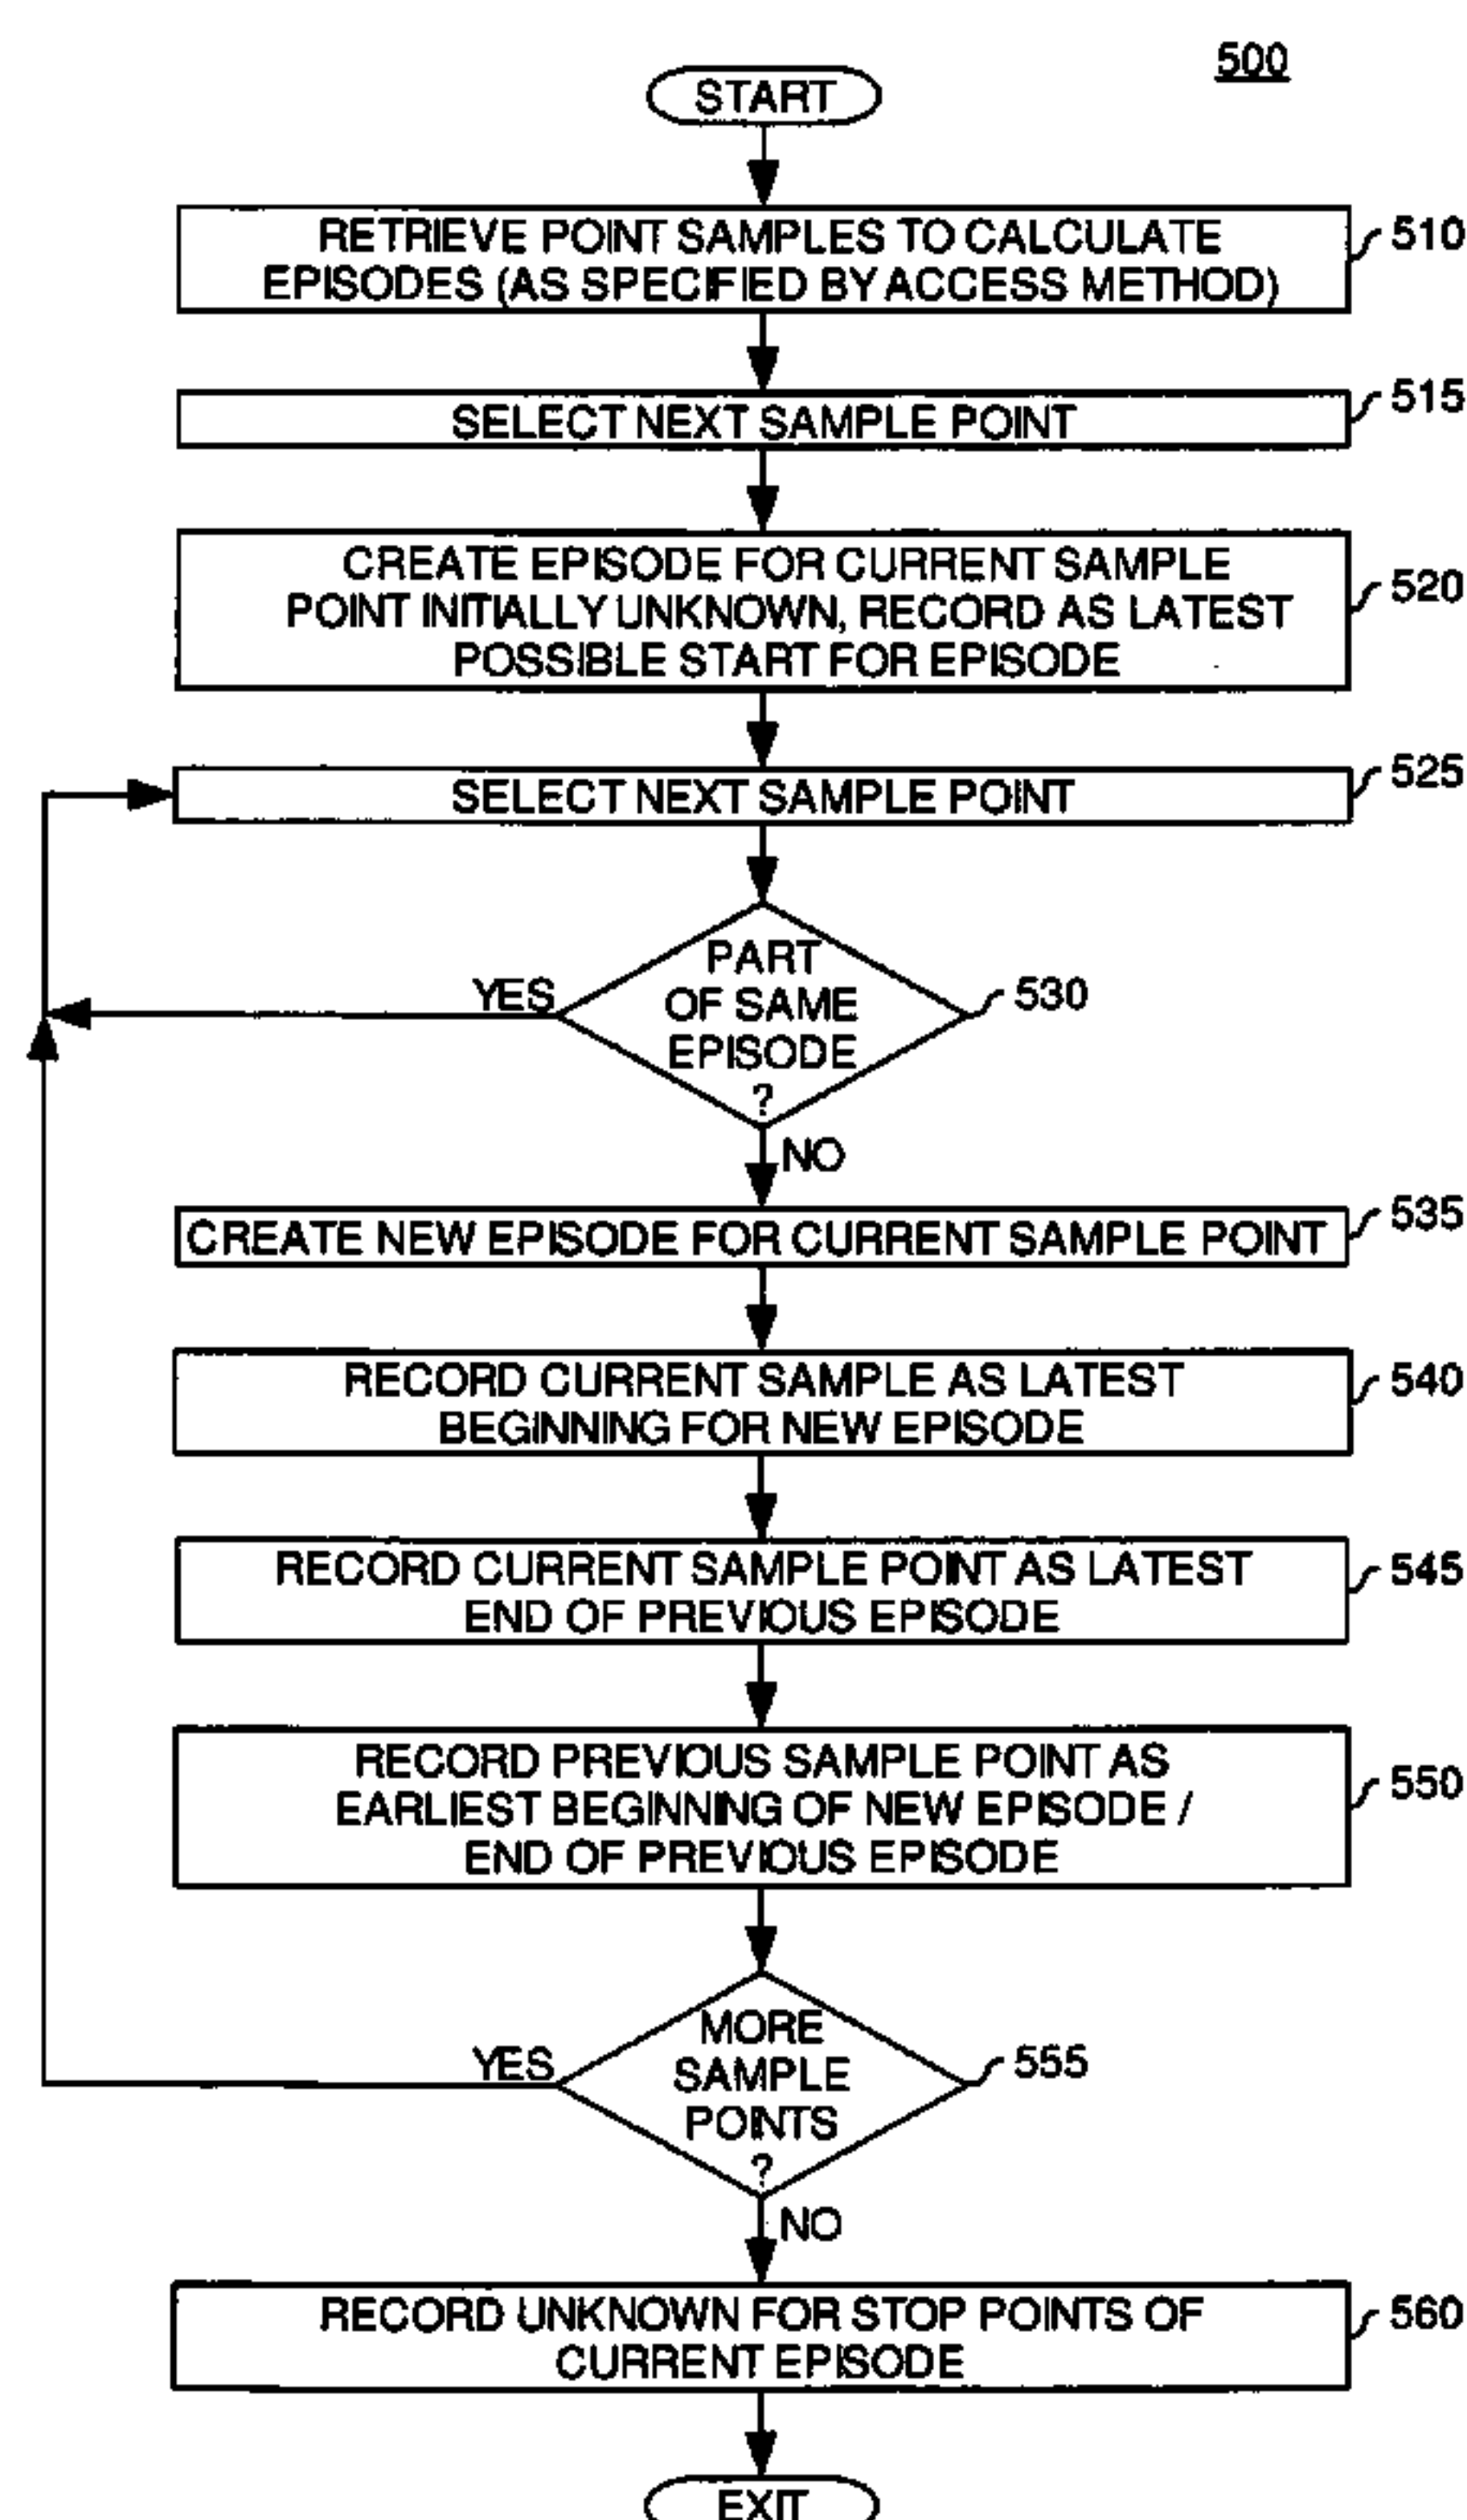 500
START
RETRIEVE POINT SAMPLES TO CALCULATE
EPISODES (AS SPECIFIED BY ACCESS METHOD)
510
SELECT NEXT SAMPLE POINT
515
CREATE EPISODE FOR CURRENT SAMPLE
POINT INITIALLY UNKNOWN, RECORD AS LATEST
POSSIBLE START FOR EPISODE
520
SELECT NEXT SAMPLE POINT
525
PART
OF SAME
EPISODE
?
530
YES
NO
CREATE NEW EPISODE FOR CURRENT SAMPLE POINT
535
RECORD CURRENT SAMPLE AS LATEST
BEGINNING FOR NEW EPISODE
540
RECORD CURRENT SAMPLE POINT AS LATEST
END OF PREVIOUS EPISODE
545
RECORD PREVIOUS SAMPLE POINT AS
EARLIEST BEGINNING OF NEW EPISODE /
END OF PREVIOUS EPISODE
550
MORE
SAMPLE
POINTS
?
555
YES
NO
RECORD UNKNOWN FOR STOP POINTS OF
CURRENT EPISODE
560
EXIT